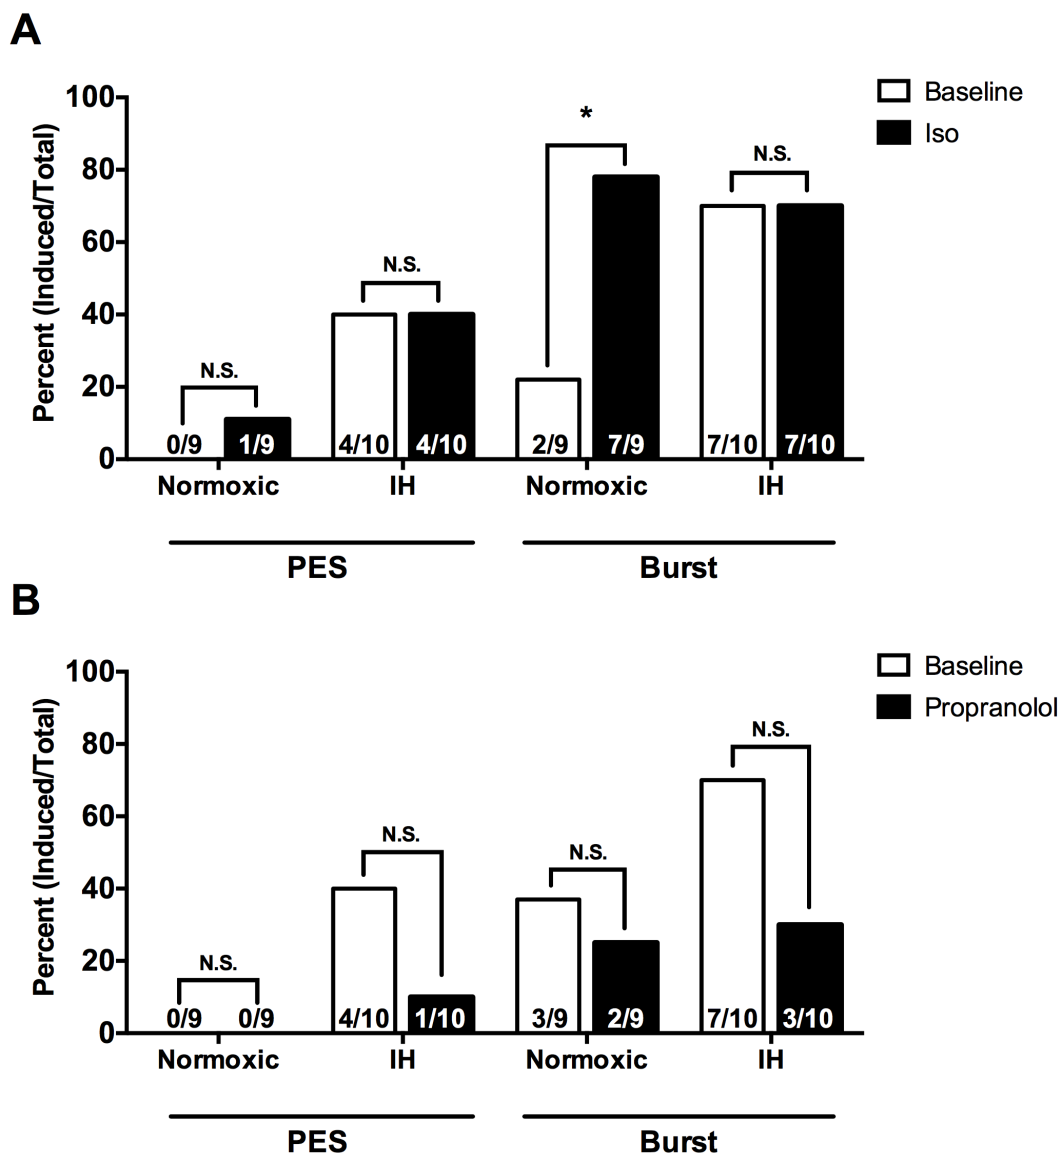 A
Percent (Induced/Total)
100
80
60
40
20
0
Baseline
Iso
N.S.
N.S.
*
N.S.
0/9 1/9 4/10 4/10 2/9 7/9 7/10 7/10
Normoxic IH Normoxic IH
PES Burst
B
Percent (Induced/Total)
100
80
60
40
20
0
Baseline
Propranolol
N.S.
N.S.
N.S.
N.S.
0/9 0/9 4/10 1/10 3/9 2/9 7/10 3/10
Normoxic IH Normoxic IH
PES Burst